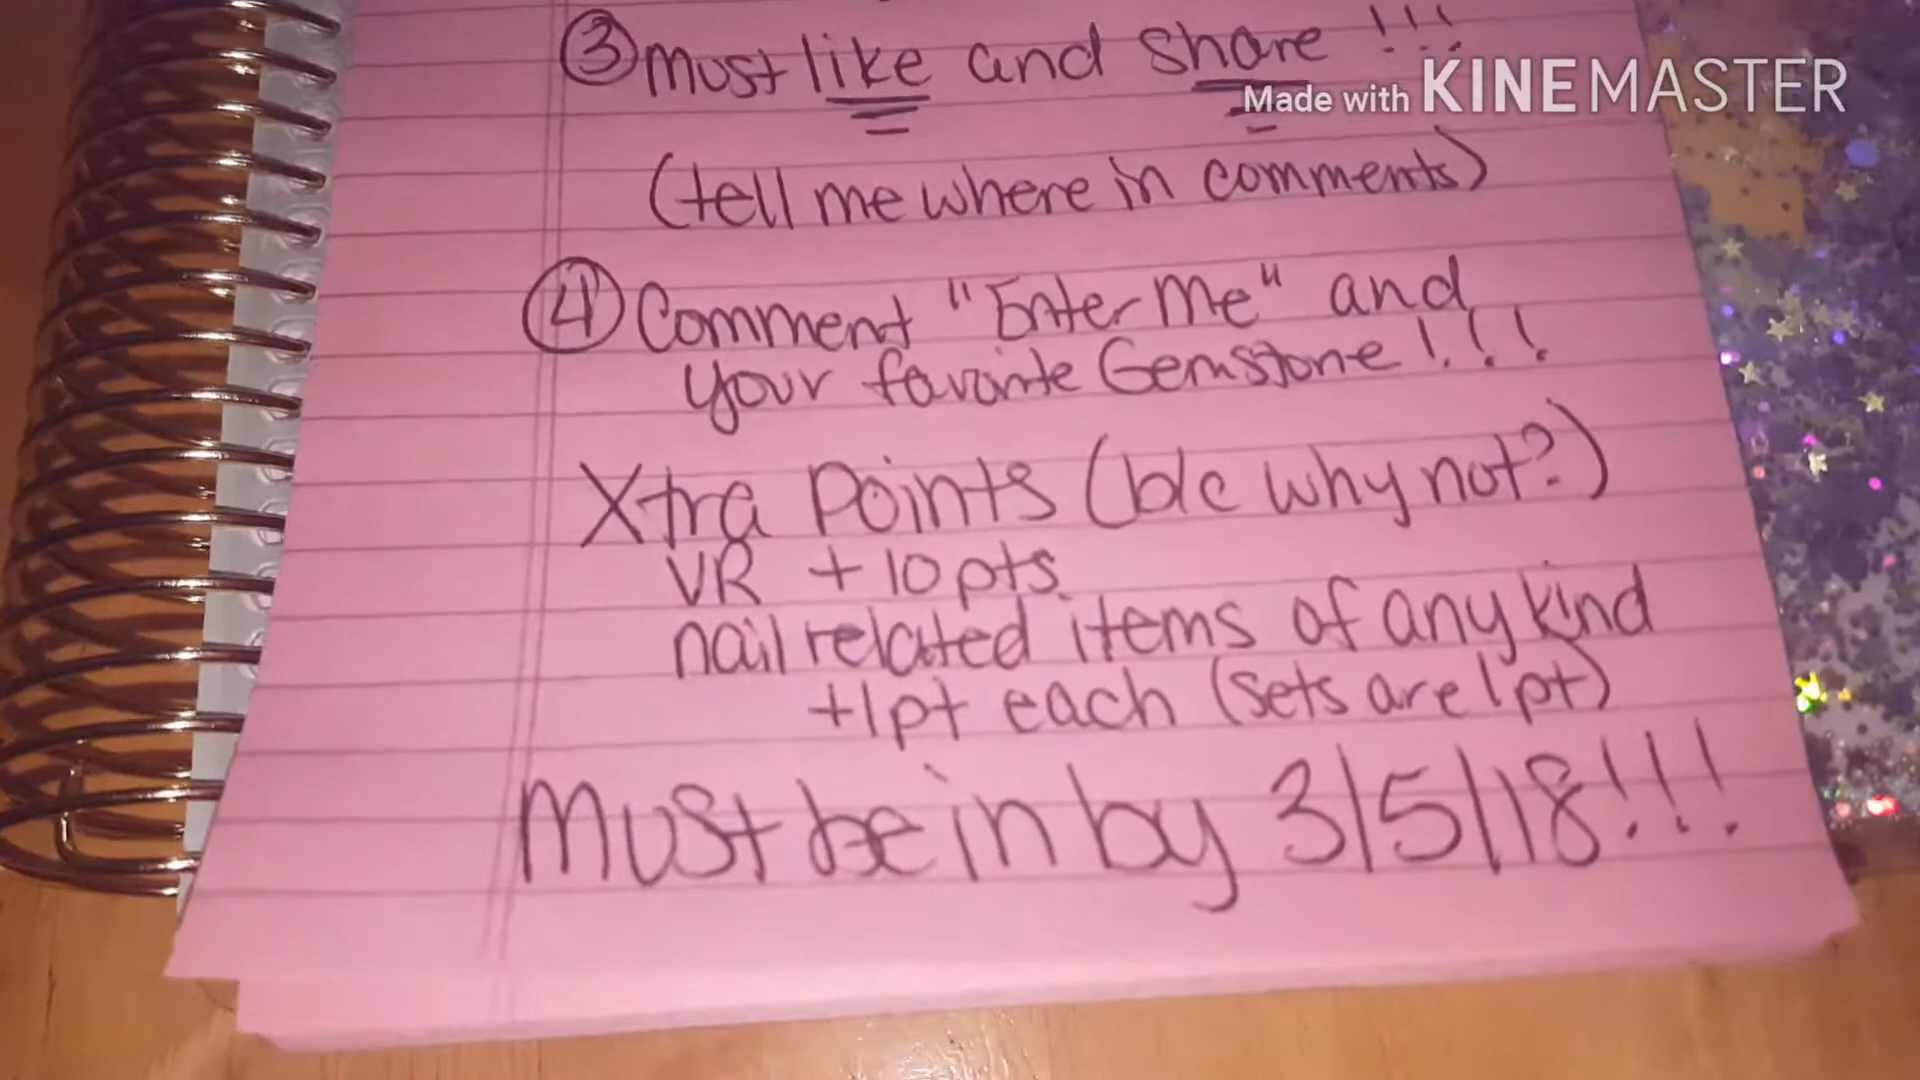 3 must like and share !!!
Made with KINEMASTER
(tell me where in comments)
4 Comment "Enter Me" and
your favorite Gemstone!!!
Xtra Points (b/c why not?)
VR +10 pts.
nail related items of any kind
+1pt each (sets are 1pt)
Must be in by 3/5/18!!!